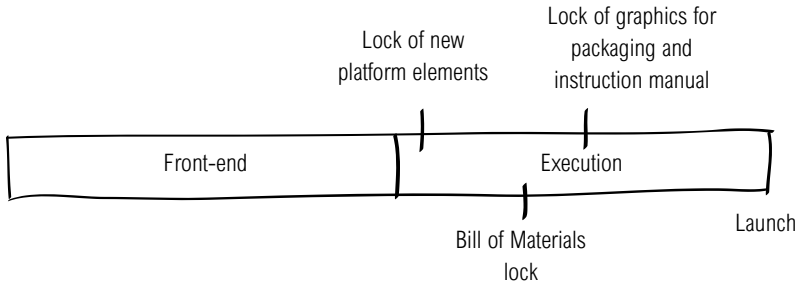 Lock of graphics for
packaging and
instruction manual
Lock of new
platform elements
Front-end
Execution
Bill of Materials
lock
Launch